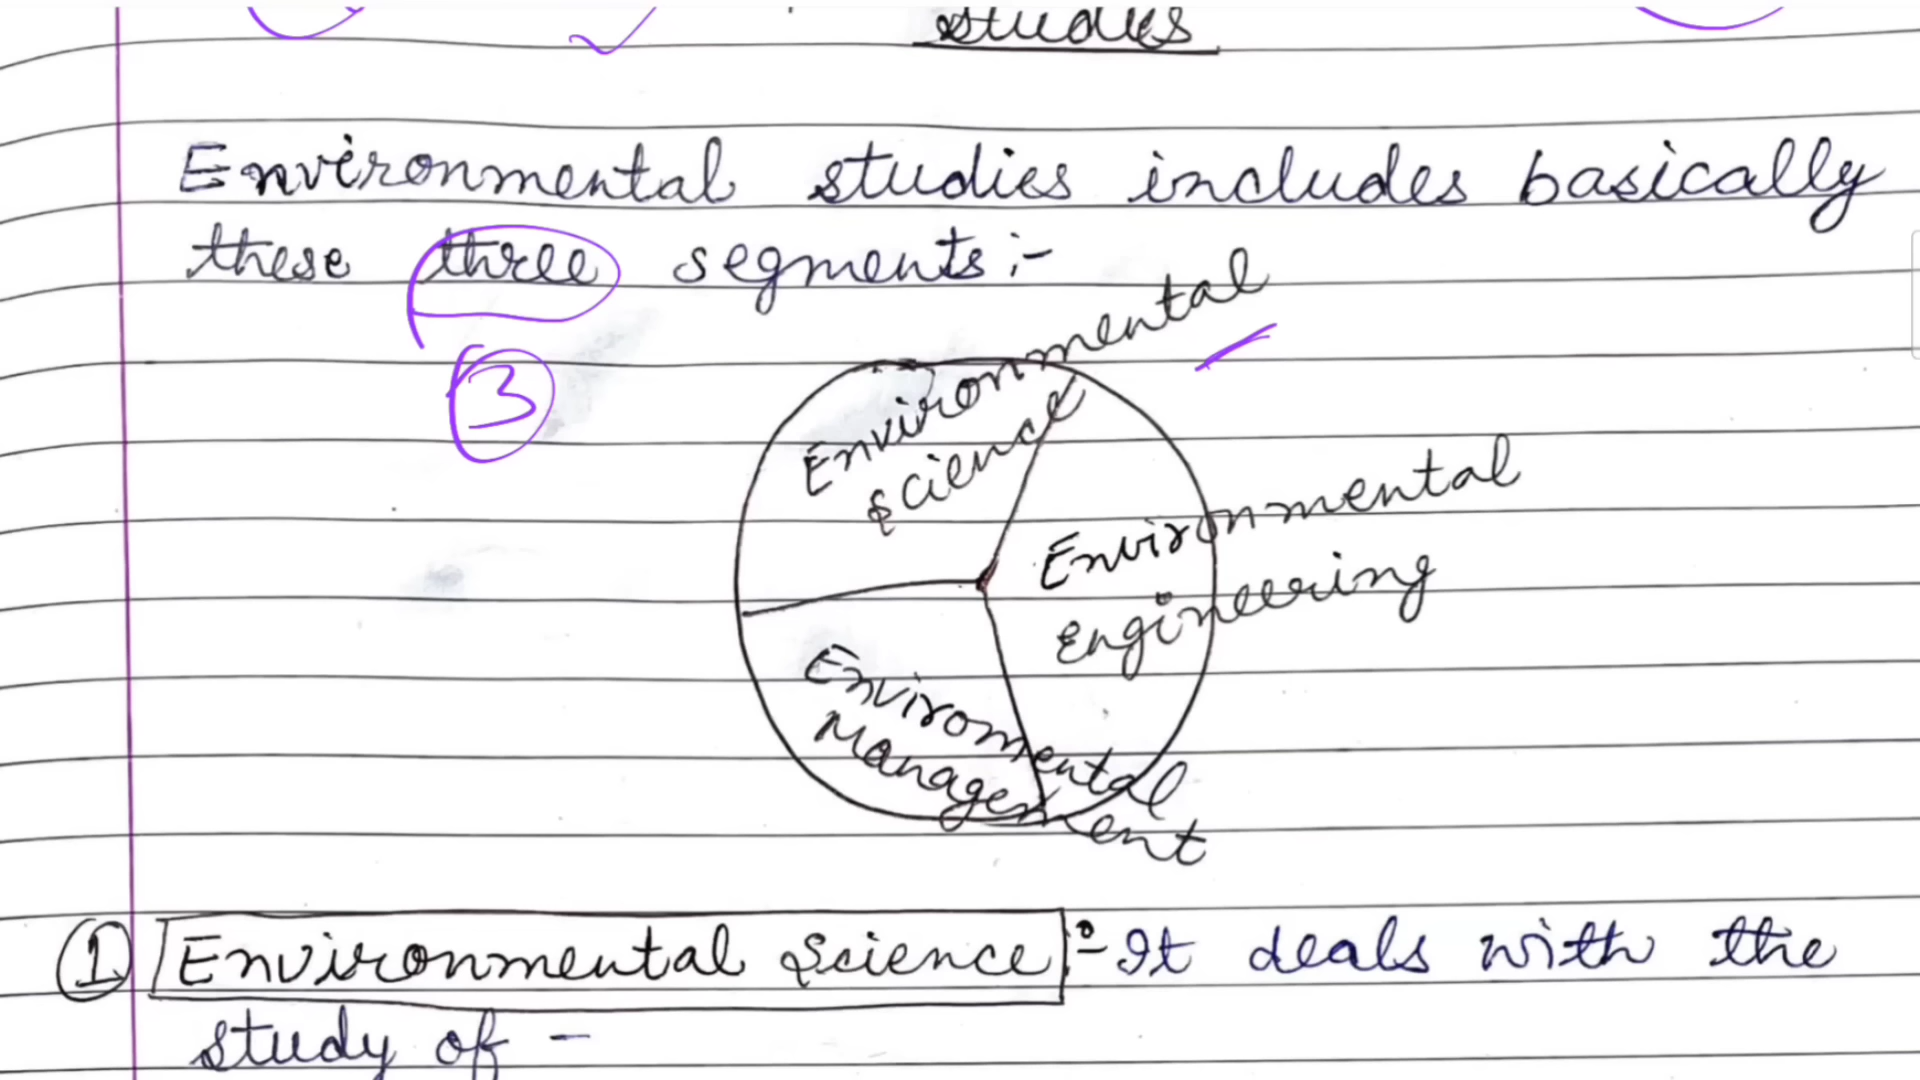 studies
Environmental studies includes basically
these three segments :-
3
Environmental
science
Environmental
Engineering
Enviromental
Management
1 Environmental Science :- It deals with the
study of -